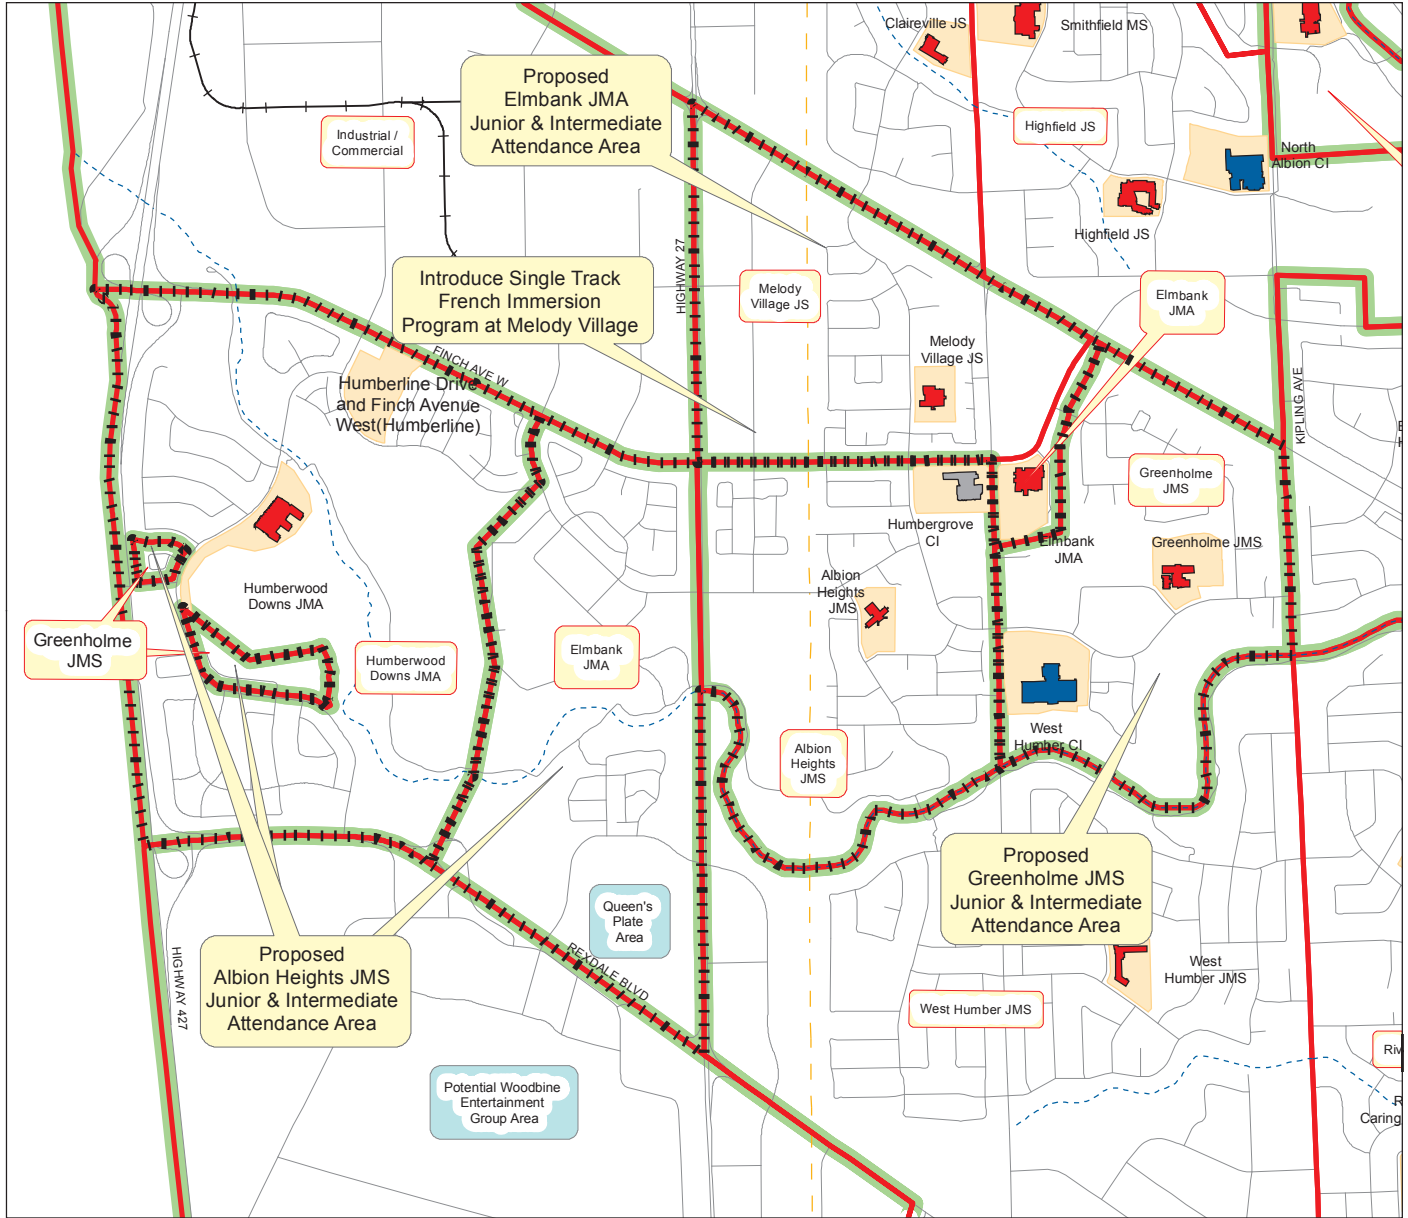 Claireville JS
Smithfield MS
Proposed
Elmbank JMA
Junior & Intermediate
Attendance Area
Industrial /
Commercial
Highfield JS
North
Albion CI
Highfield JS
HIGHWAY 27
Introduce Single Track
French Immersion
Program at Melody Village
Melody
Village JS
Elmbank
JMA
Melody
Village JS
FINCH AVE W
Humberline Drive
and Finch Avenue
West(Humberline)
KIPLING AVE
Greenholme
JMS
Humbergrove
CI
Elmbank
JMA
Greenholme JMS
Albion
Heights
JMS
Humberwood
Downs JMA
Greenholme
JMS
Humberwood
Downs JMA
Elmbank
JMA
West
Humber CI
Albion
Heights
JMS
Proposed
Greenholme JMS
Junior & Intermediate
Attendance Area
Queen's
Plate
Area
Proposed
Albion Heights JMS
Junior & Intermediate
Attendance Area
HIGHWAY 427
REXDALE BLVD
West
Humber JMS
West Humber JMS
Riv
Potential Woodbine
Entertainment
Group Area
R
Caring